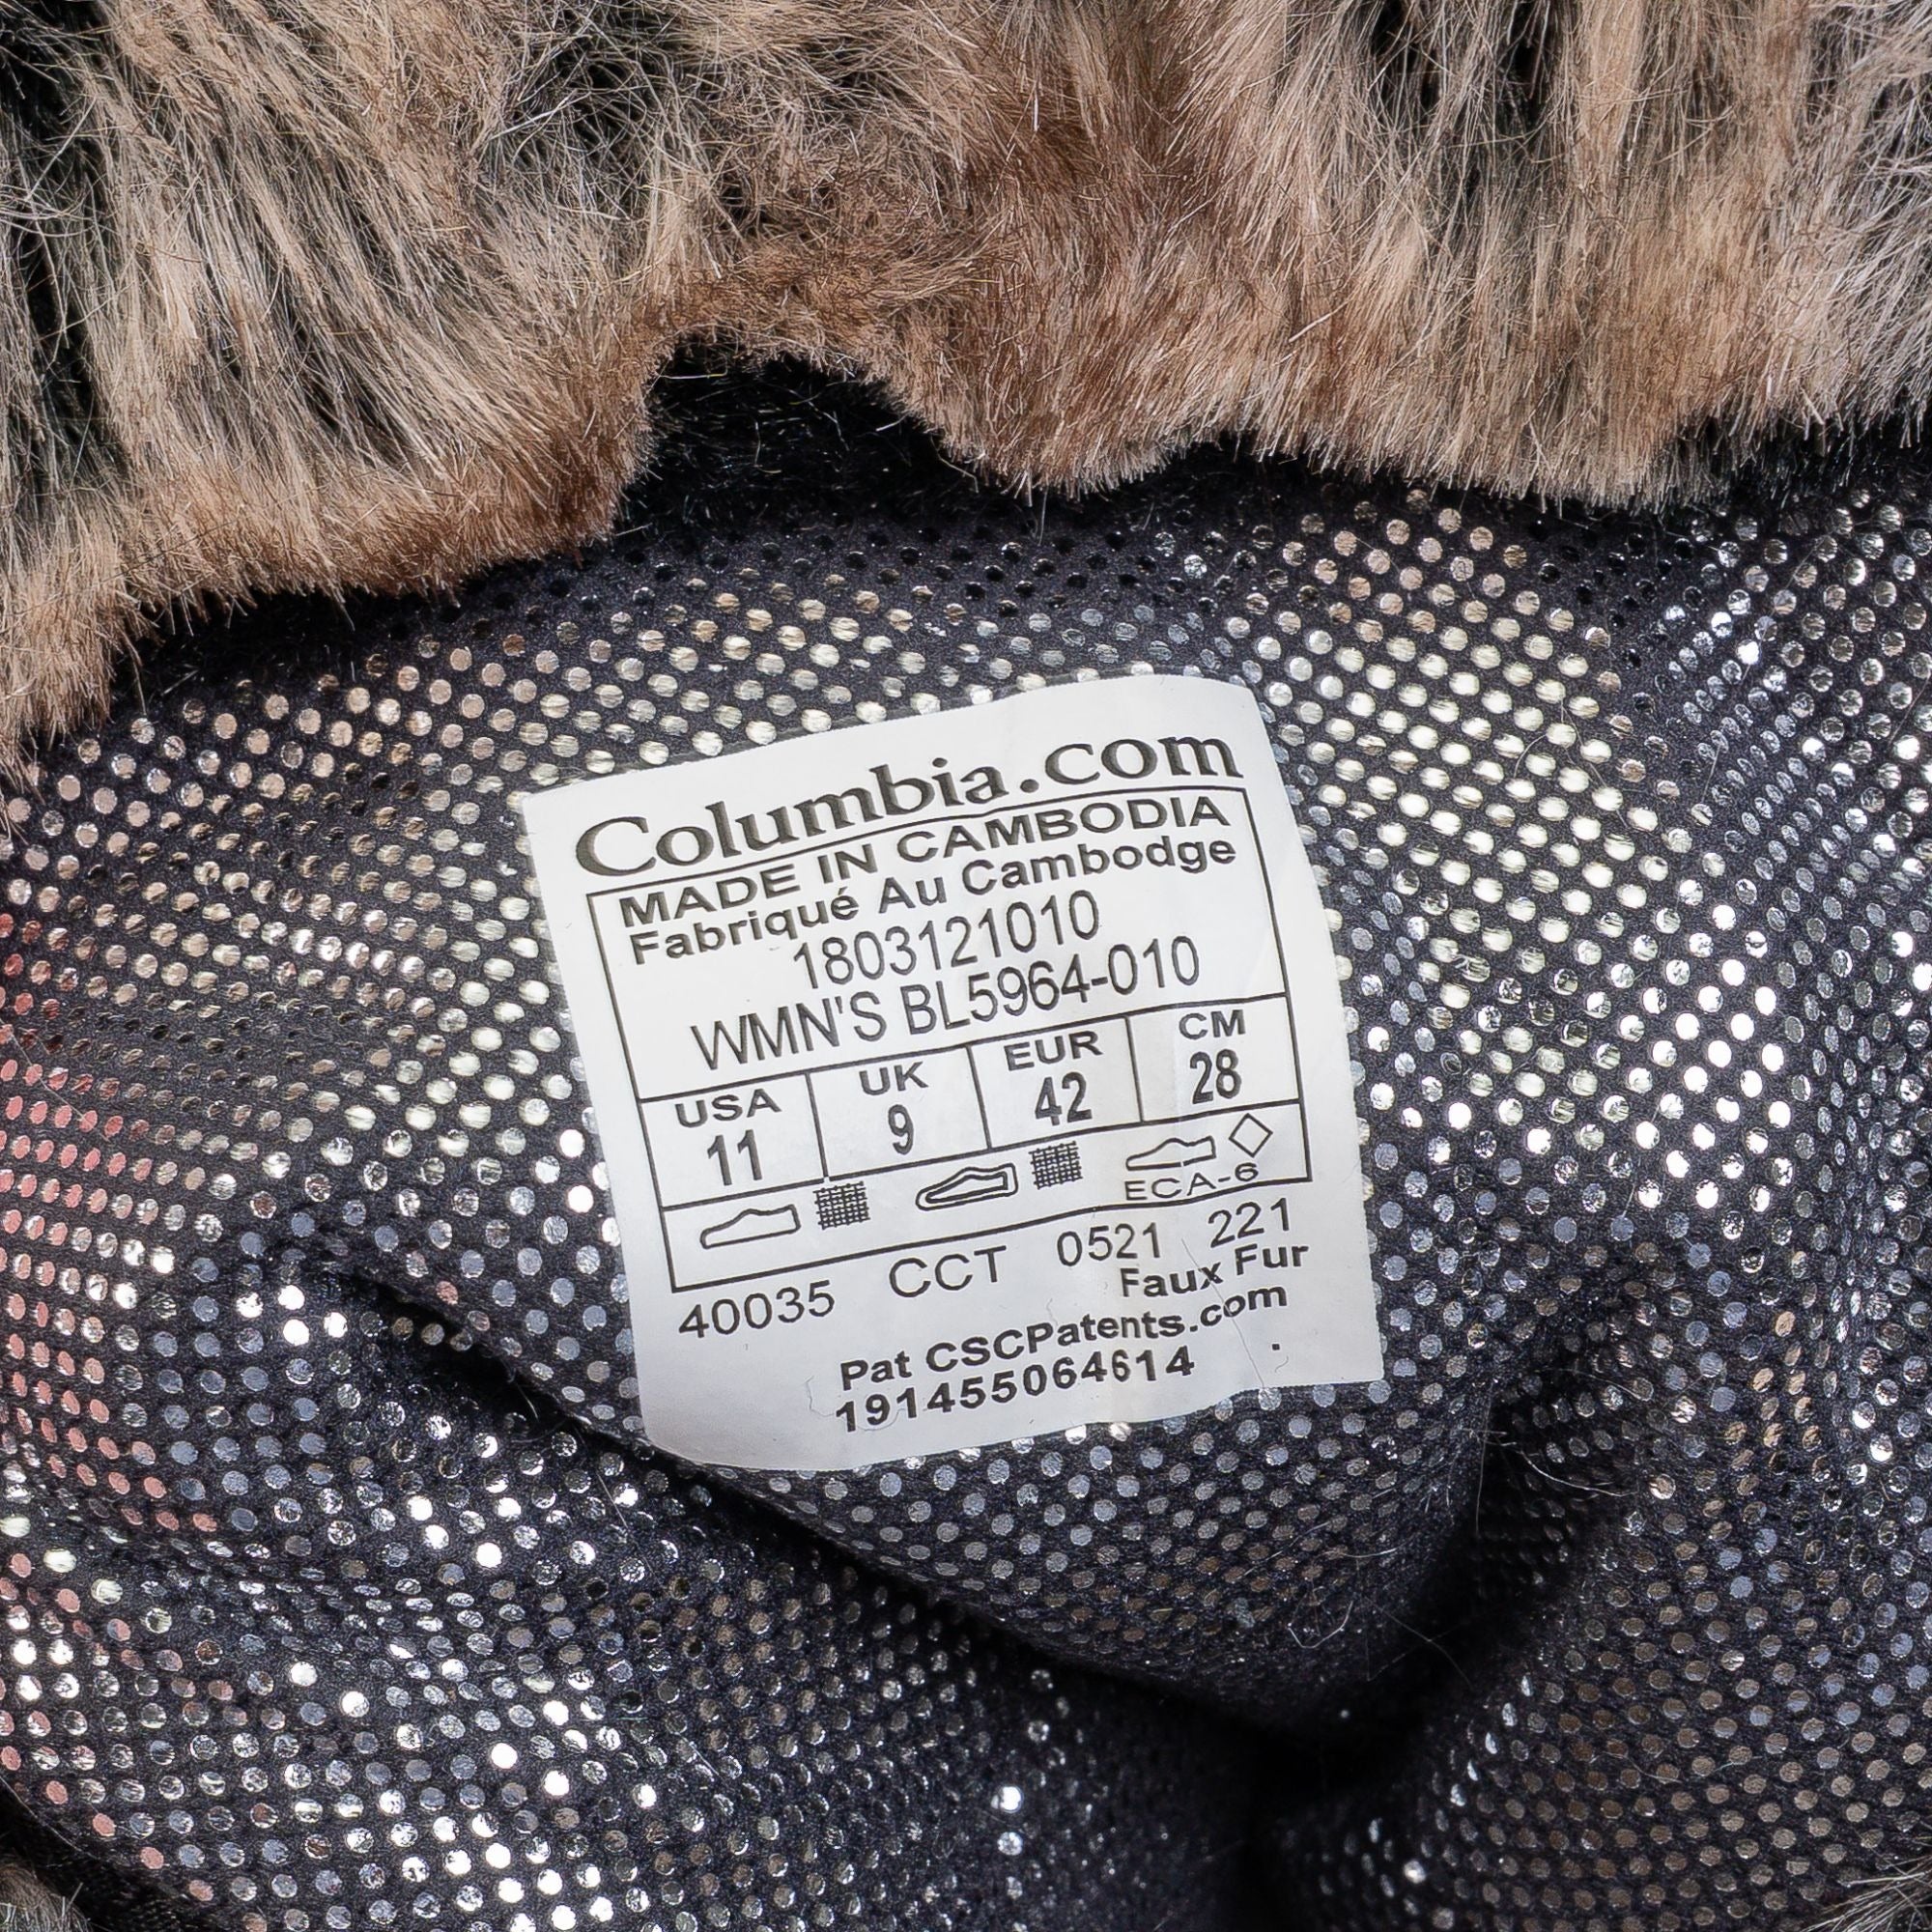 Columbia.com
MADE IN CAMBODIA
Fabriqué Au Cambodge
1803121010
WMN'S BL5964-010
USA UK EUR CM
11 9 42 28
ECA-6
40035 CCT 0521 221
Faux Fur
Pat CSCPatents.com
191455064614